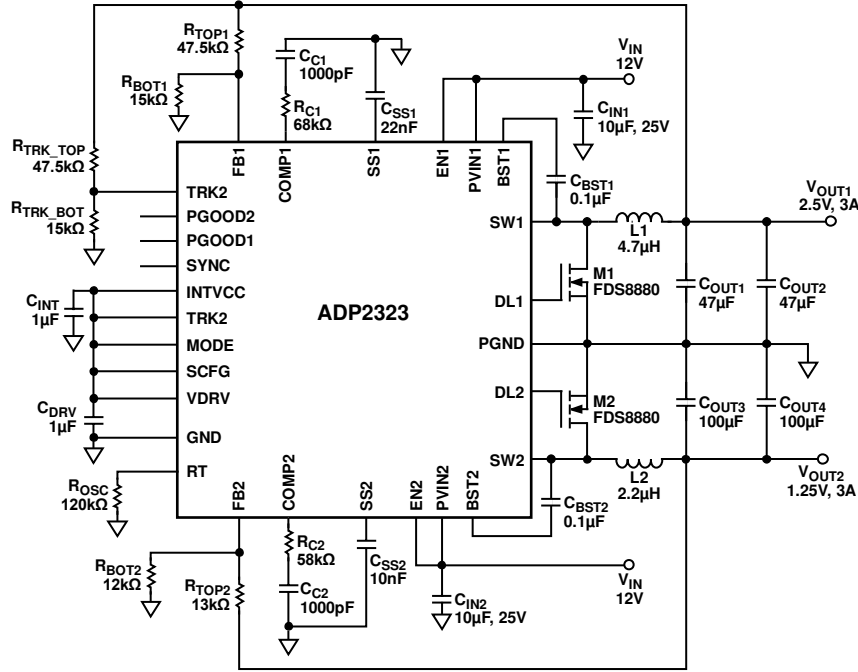 RTOP1
47.5kΩ
CC1
1000pF
VIN
12V
RBOT1
15kΩ
RC1
68kΩ
CSS1
22nF
CIN1
10µF, 25V
RTRK_TOP
47.5kΩ
FB1
COMP1
SS1
EN1
PVIN1
BST1
CBST1
0.1µF
VOUT1
2.5V, 3A
TRK2
RTRK_BOT
15kΩ
PGOOD2
SW1
L1
4.7µH
PGOOD1
SYNC
M1
FDS8880
COUT1
47µF
COUT2
47µF
CINT
1µF
INTVCC
DL1
TRK2
ADP2323
MODE
PGND
SCFG
DL2
M2
FDS8880
COUT3
100µF
COUT4
100µF
CDRV
1µF
VDRV
GND
SW2
L2
2.2µH
VOUT2
1.25V, 3A
RT
ROSC
120kΩ
FB2
COMP2
SS2
EN2
PVIN2
BST2
CBST2
0.1µF
RBOT2
12kΩ
RTOP2
13kΩ
RC2
58kΩ
CC2
1000pF
CSS2
10nF
CIN2
10µF, 25V
VIN
12V